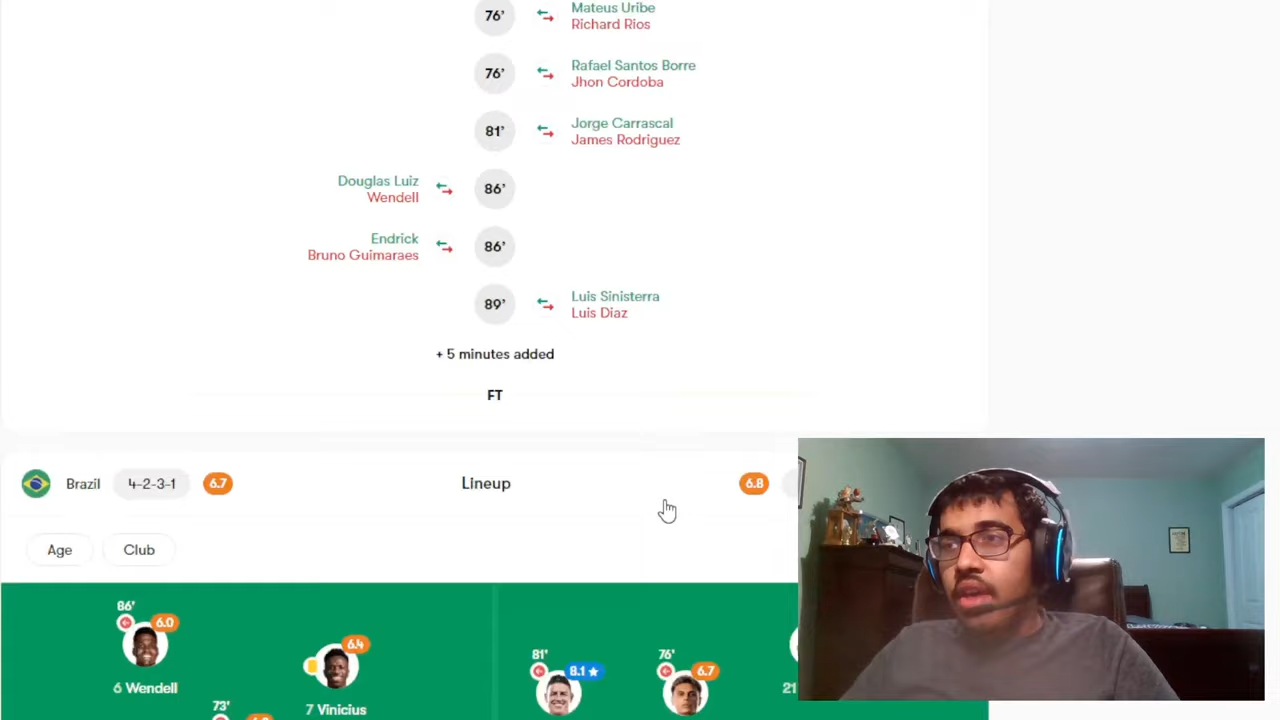 76’
Mateus Uribe
Richard Rios
76’
Rafael Santos Borre
Jhon Cordoba
81’
Jorge Carrascal
James Rodriguez
Douglas Luiz
Wendell
86’
Endrick
Bruno Guimaraes
86’
89’
Luis Sinisterra
Luis Diaz
+ 5 minutes added
FT
Brazil
4-2-3-1
6.7
Lineup
6.8
Age
Club
86’
6.0
6 Wendell
6.4
7 Vinicius
73’
81’
8.1
76’
6.7
21